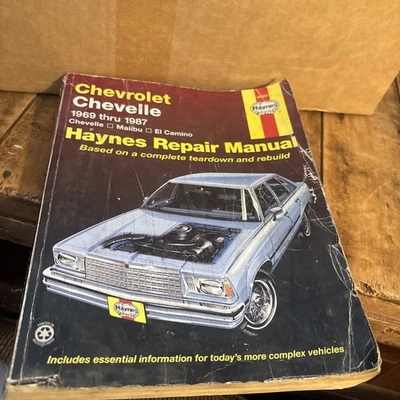 Chevrolet
Chevelle
1969 thru 1987
Chevelle □ Malibu □ El Camino
Haynes
Haynes Repair Manual
Based on a complete teardown and rebuild
Haynes
Includes essential information for today's more complex vehicles